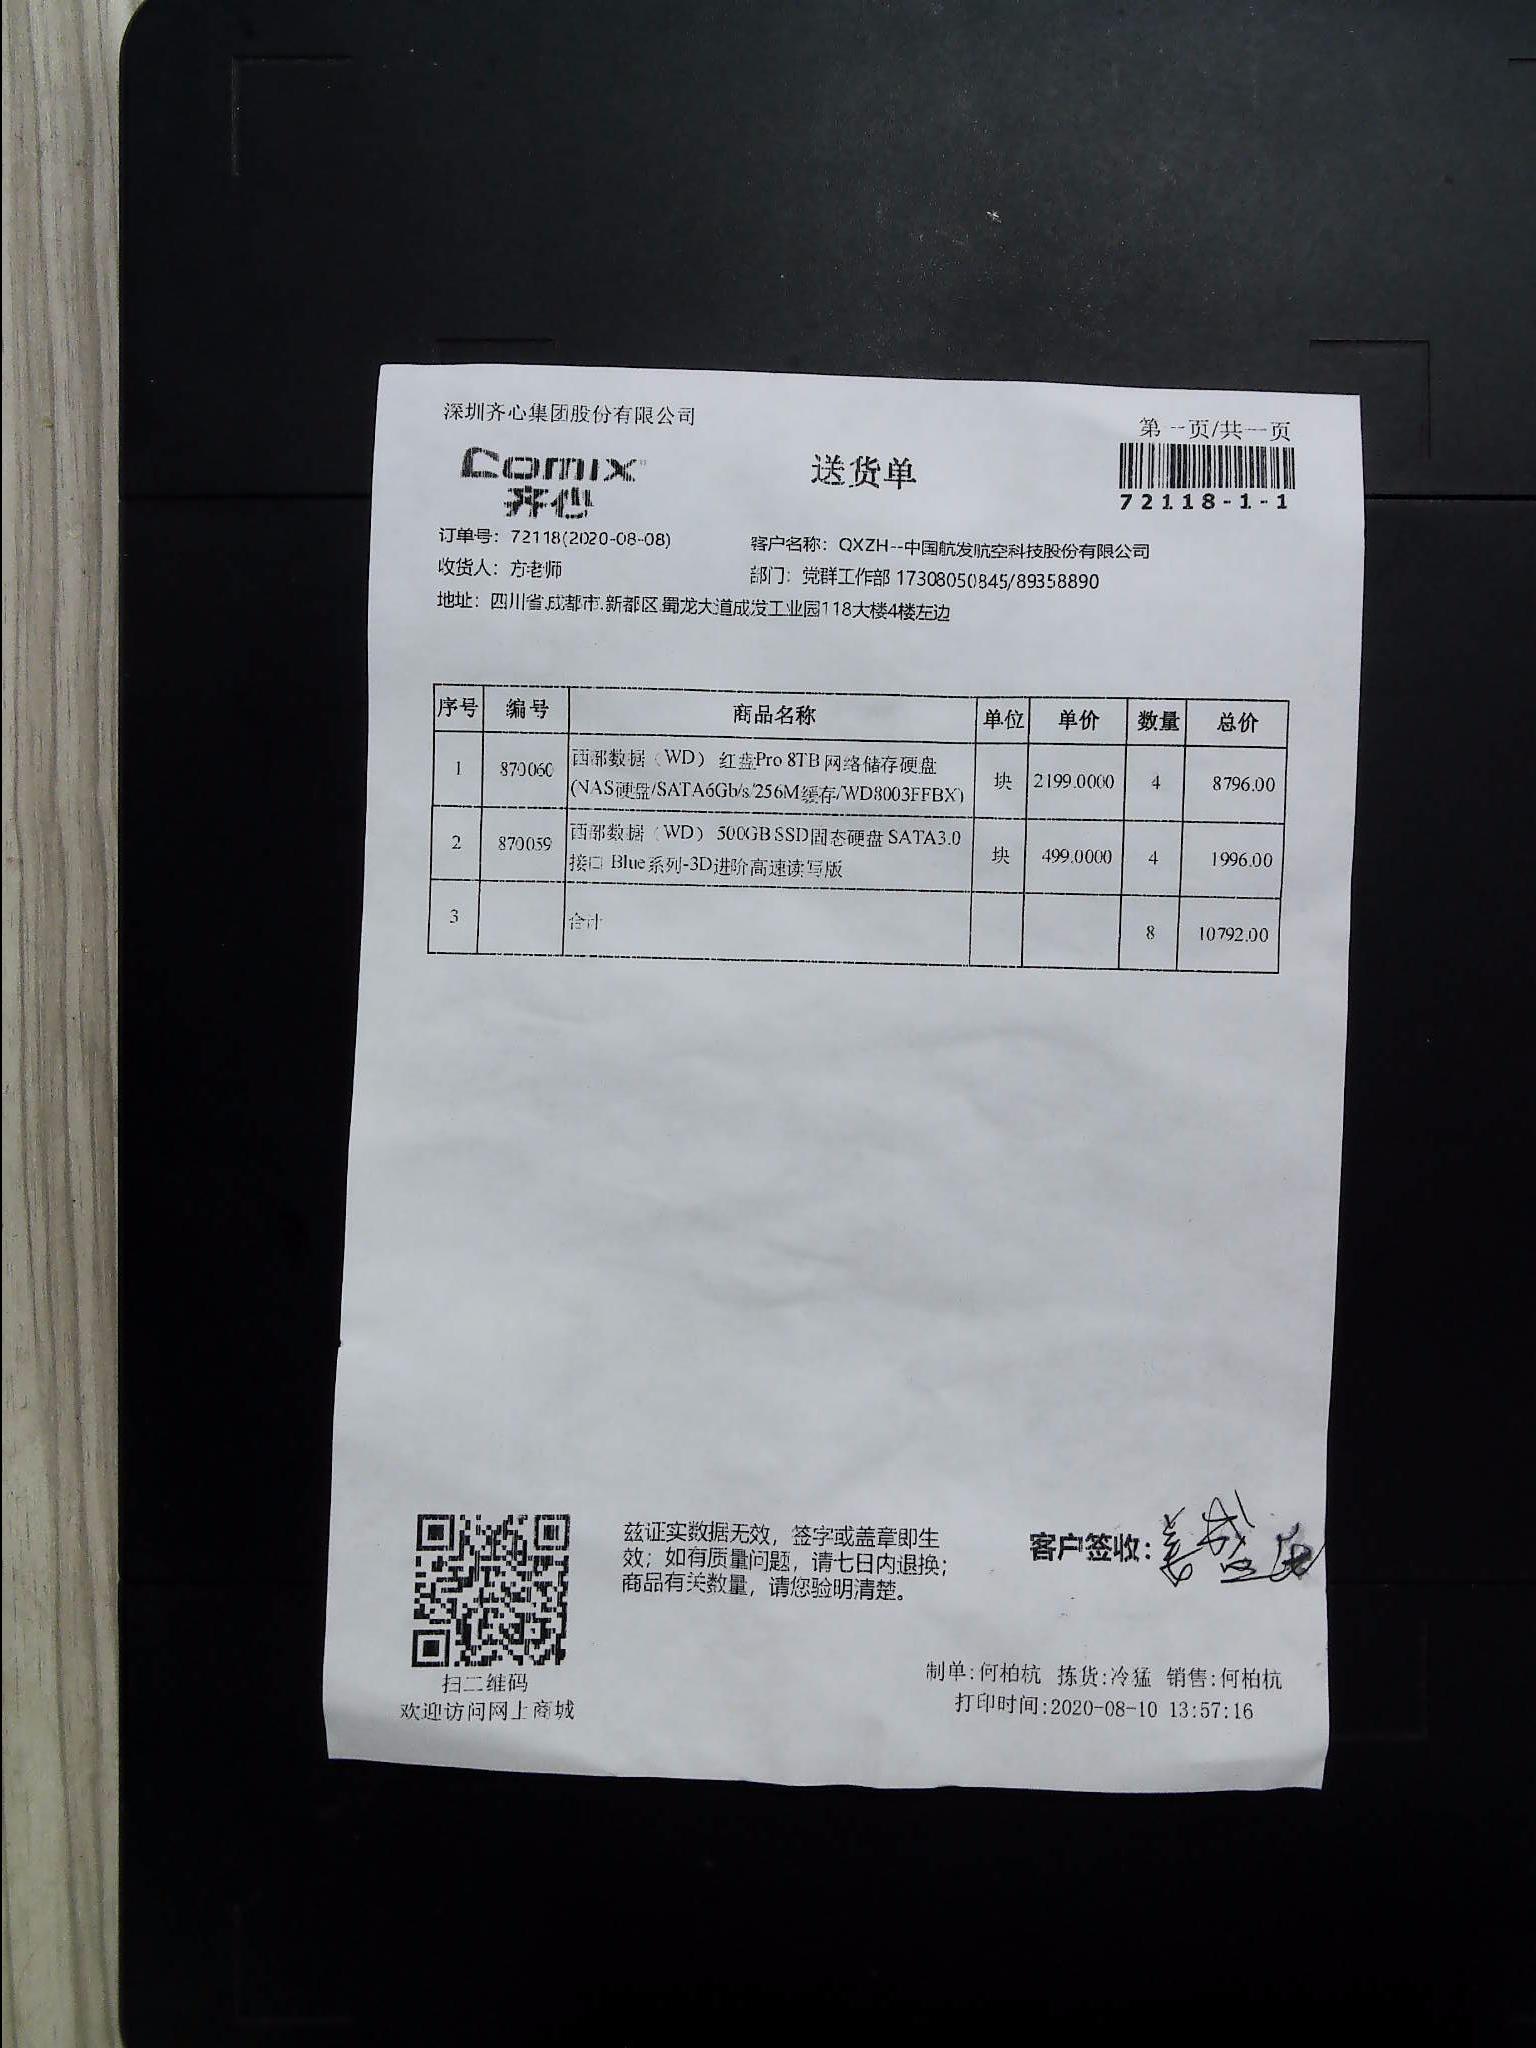 深圳齐心集团股份有限公司
第一页/共一页
Comix
齐心
送货单
72118-1-1
订单号：72118(2020-08-08)
客户名称：QXZH--中国航发航空科技股份有限公司
收货人：方老师
部门：党群工作部 17308050845/89358890
地址：四川省.成都市.新都区.蜀龙大道成发工业园118大楼4楼左边
序号 编号 商品名称 单位 单价 数量 总价
1 870060 西部数据（WD） 红盘Pro 8TB 网络储存硬盘 块 2199.0000 4 8796.00
(NAS硬盘/SATA6Gb/s/256M缓存/WD8003FFBX)
2 870059 西部数据（WD） 500GB SSD固态硬盘 SATA3.0 块 499.0000 4 1996.00
接口 Blue系列-3D进阶高速读写版
3 合计 8 10792.00
兹证实数据无效，签字或盖章即生
效；如有质量问题，请七日内退换；
商品有关数量，请您验明清楚。
客户签收：
扫二维码
欢迎访问网上商城
制单:何柏杭 拣货:冷猛 销售:何柏杭
打印时间:2020-08-10 13:57:16